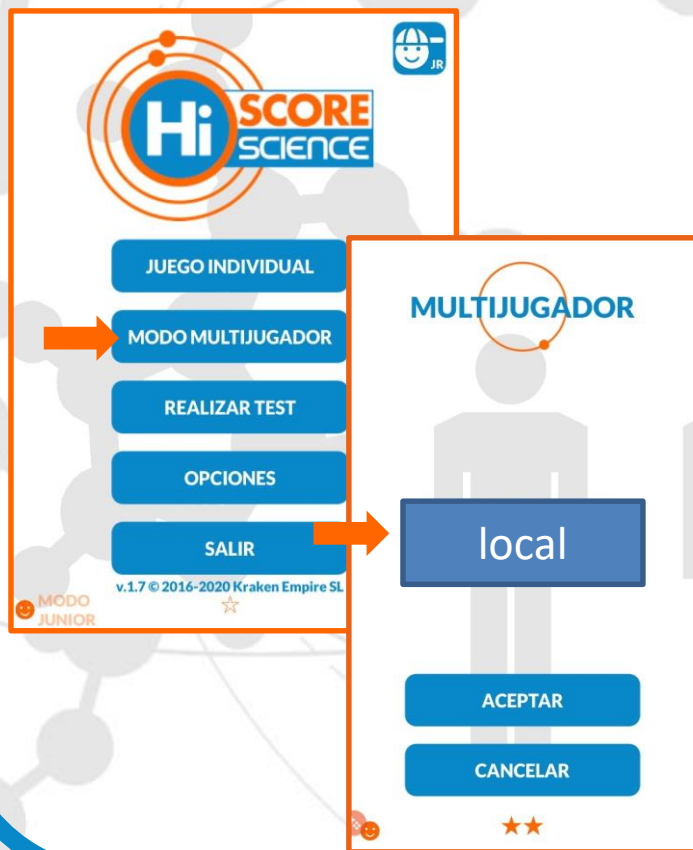 Hi SCORE
SCIENCE
JR
JUEGO INDIVIDUAL
MODO MULTIJUGADOR
REALIZAR TEST
OPCIONES
SALIR
v.1.7 © 2016-2020 Kraken Empire SL
MODO
JUNIOR
MULTIJUGADOR
local
ACEPTAR
CANCELAR